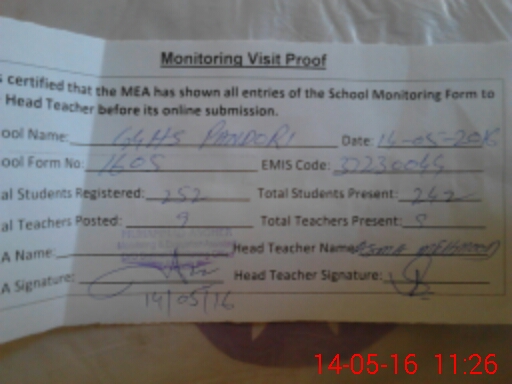 Monitoring Visit Proof
s certified that the MEA has shown all entries of the School Monitoring Form to
Head Teacher before its online submission.
ool Name: GGHS PANDORI Date: 14-05-2016
ool Form No: 1605 EMIS Code:
al Students Registered: 252 Total Students Present: 242
al Teachers Posted: 9 Total Teachers Present:
A Name: Head Teacher Name:
A Signature: Head Teacher Signature:
14/05/16
14-05-16 11:26